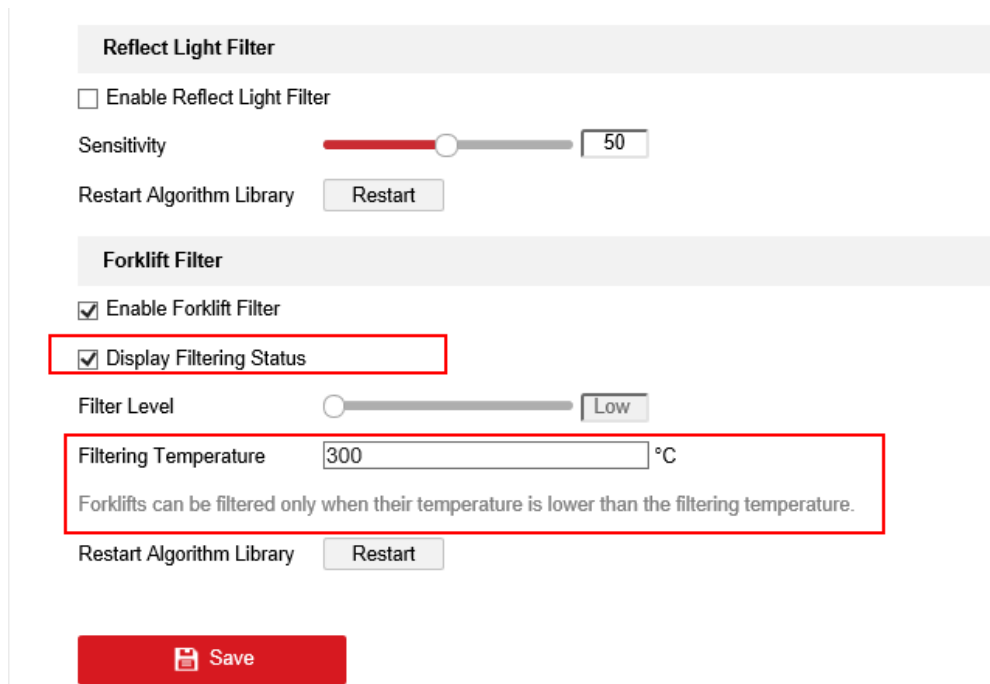 Reflect Light Filter
Enable Reflect Light Filter
Sensitivity 50
Restart Algorithm Library Restart
Forklift Filter
Enable Forklift Filter
Display Filtering Status
Filter Level Low
Filtering Temperature 300 °C
Forklifts can be filtered only when their temperature is lower than the filtering temperature.
Restart Algorithm Library Restart
Save